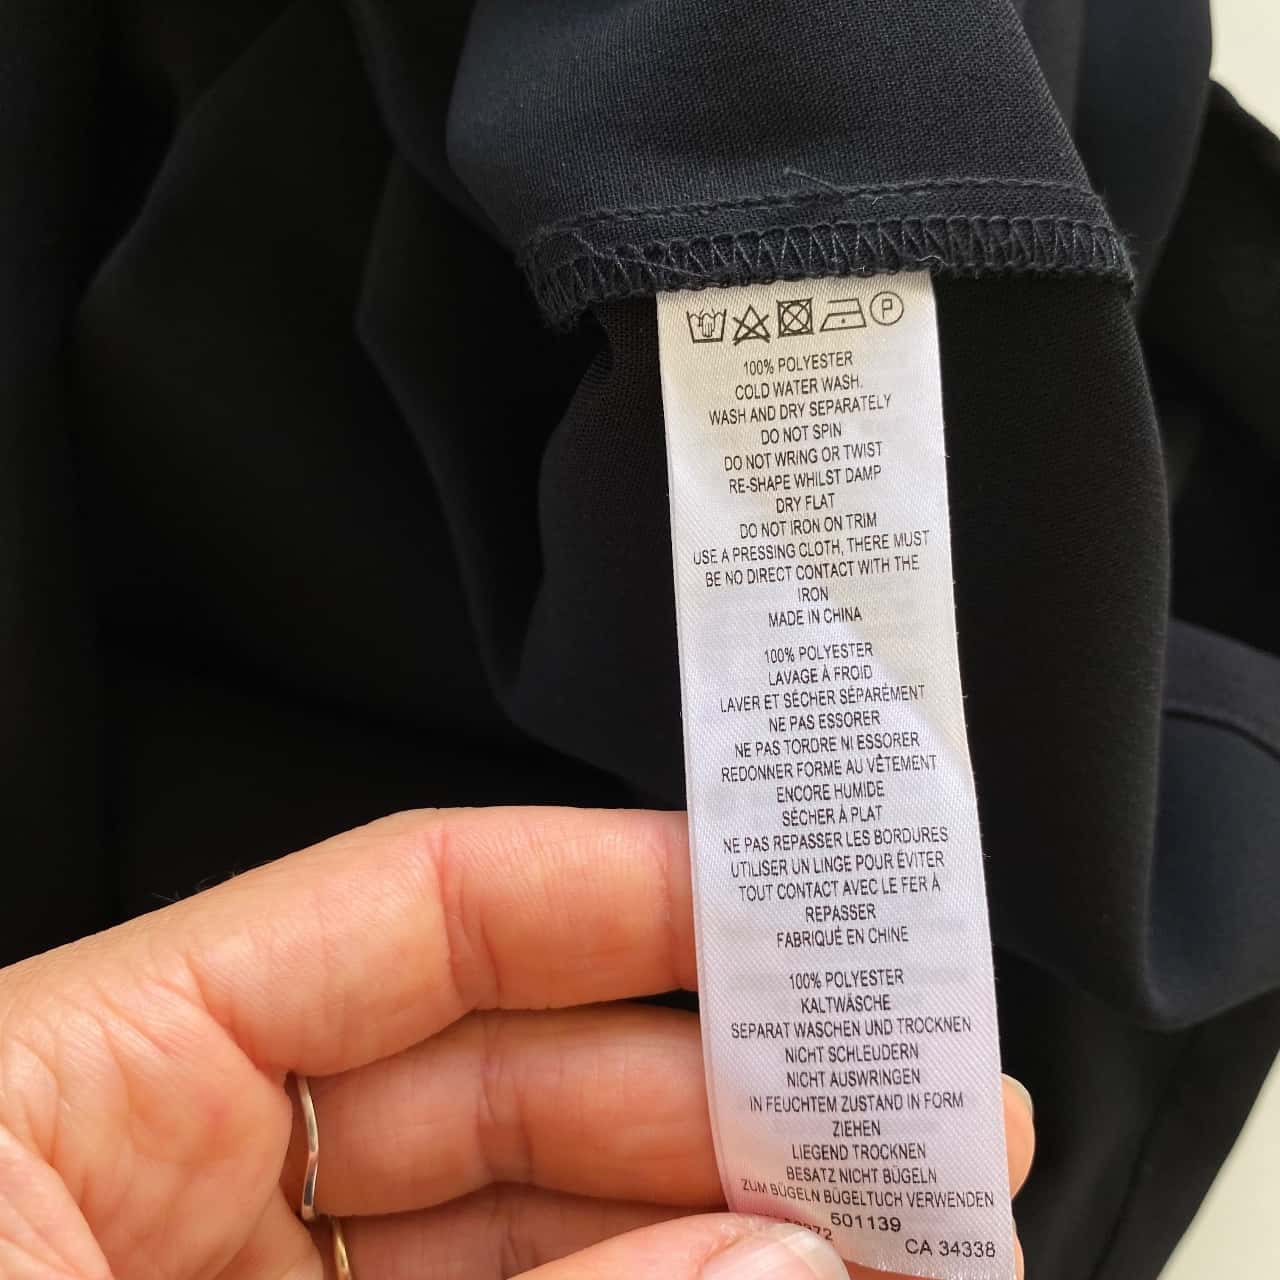 P
100% POLYESTER
COLD WATER WASH.
WASH AND DRY SEPARATELY
DO NOT SPIN
DO NOT WRING OR TWIST
RE-SHAPE WHILST DAMP
DRY FLAT
DO NOT IRON ON TRIM
USE A PRESSING CLOTH, THERE MUST
BE NO DIRECT CONTACT WITH THE
IRON
MADE IN CHINA
100% POLYESTER
LAVAGE À FROID
LAVER ET SÉCHER SÉPARÉMENT
NE PAS ESSORER
NE PAS TORDRE NI ESSORER
REDONNER FORME AU VÊTEMENT
ENCORE HUMIDE
SÉCHER À PLAT
NE PAS REPASSER LES BORDURES
UTILISER UN LINGE POUR ÉVITER
TOUT CONTACT AVEC LE FER À
REPASSER
FABRIQUÉ EN CHINE
100% POLYESTER
KALTWÄSCHE
SEPARAT WASCHEN UND TROCKNEN
NICHT SCHLEUDERN
NICHT AUSWRINGEN
IN FEUCHTEM ZUSTAND IN FORM
ZIEHEN
LIEGEND TROCKNEN
BESATZ NICHT BÜGELN
ZUM BÜGELN BÜGELTUCH VERWENDEN
501139
CA 34338